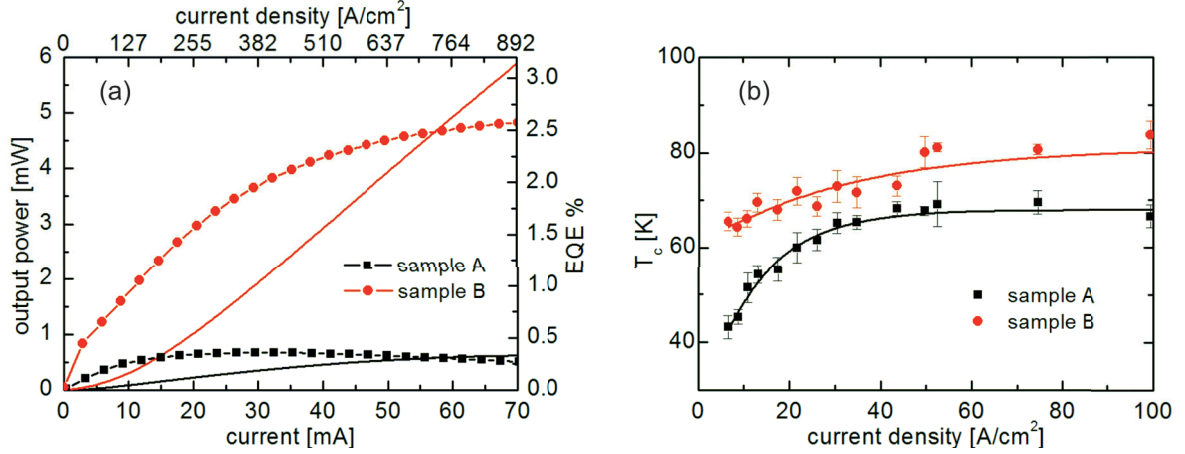 current density [A/cm²]
0 127 255 382 510 637 764 892
6
5
4
3
2
1
0
output power [mW]
(a)
sample A
sample B
3.0
2.5
2.0
1.5
1.0
0.5
0.0
EQE %
0 10 20 30 40 50 60 70
current [mA]
100
80
60
40
T_c [K]
(b)
sample A
sample B
0 20 40 60 80 100
current density [A/cm²]